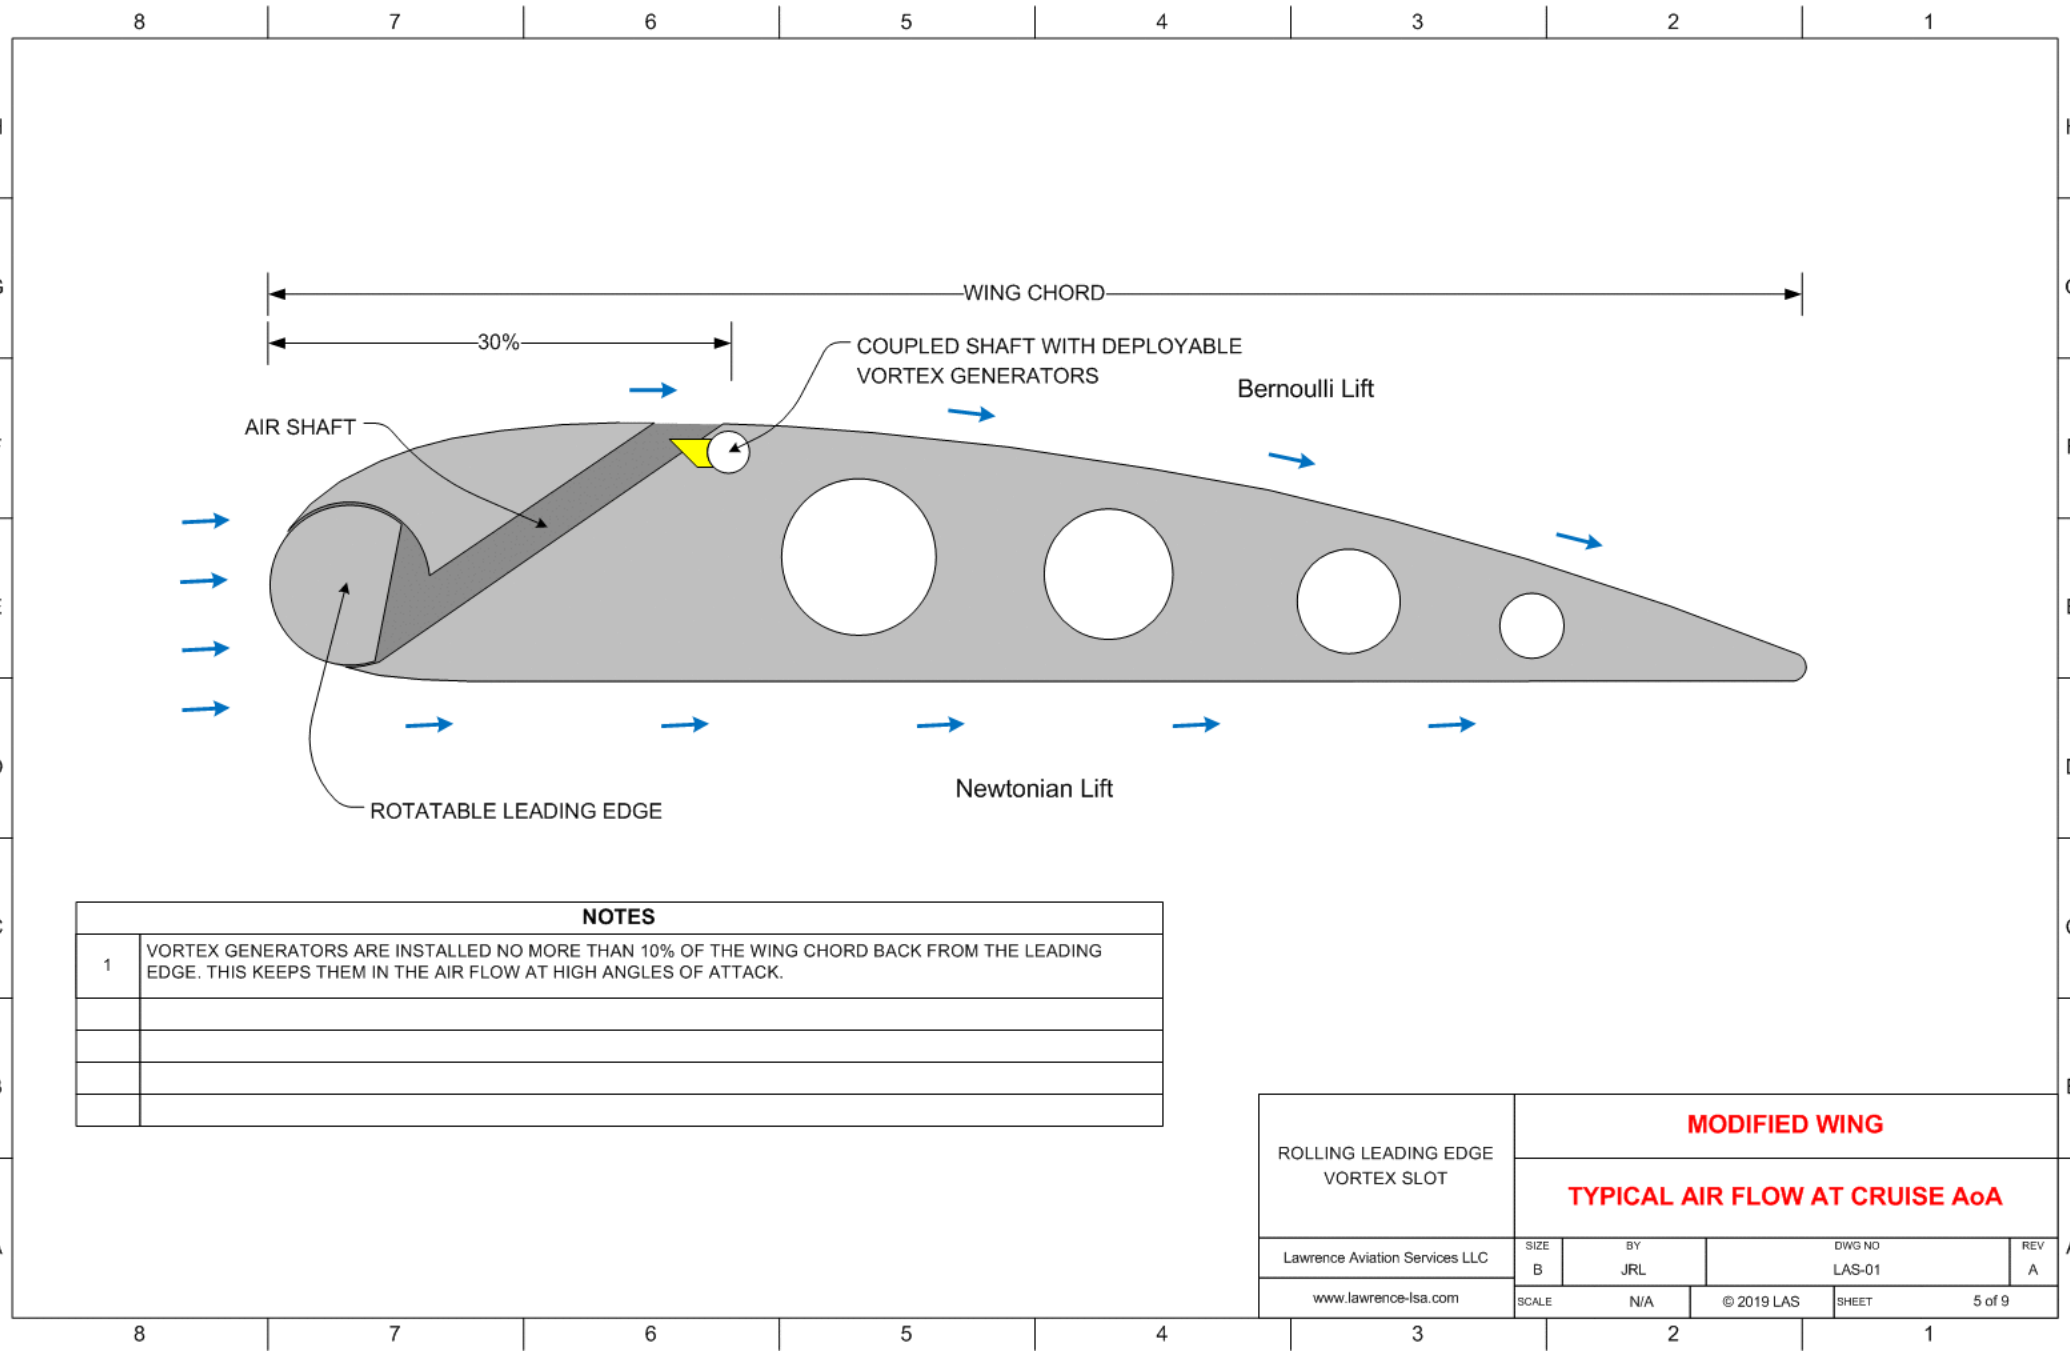 8 7 6 5 4 3 2 1
WING CHORD
30%
COUPLED SHAFT WITH DEPLOYABLE
VORTEX GENERATORS
Bernoulli Lift
AIR SHAFT
Newtonian Lift
ROTATABLE LEADING EDGE
NOTES
1
VORTEX GENERATORS ARE INSTALLED NO MORE THAN 10% OF THE WING CHORD BACK FROM THE LEADING
EDGE. THIS KEEPS THEM IN THE AIR FLOW AT HIGH ANGLES OF ATTACK.
ROLLING LEADING EDGE
VORTEX SLOT
MODIFIED WING
TYPICAL AIR FLOW AT CRUISE AoA
Lawrence Aviation Services LLC
SIZE BY DWG NO REV
B JRL LAS-01 A
www.lawrence-lsa.com
SCALE N/A © 2019 LAS SHEET 5 of 9
8 7 6 5 4 3 2 1